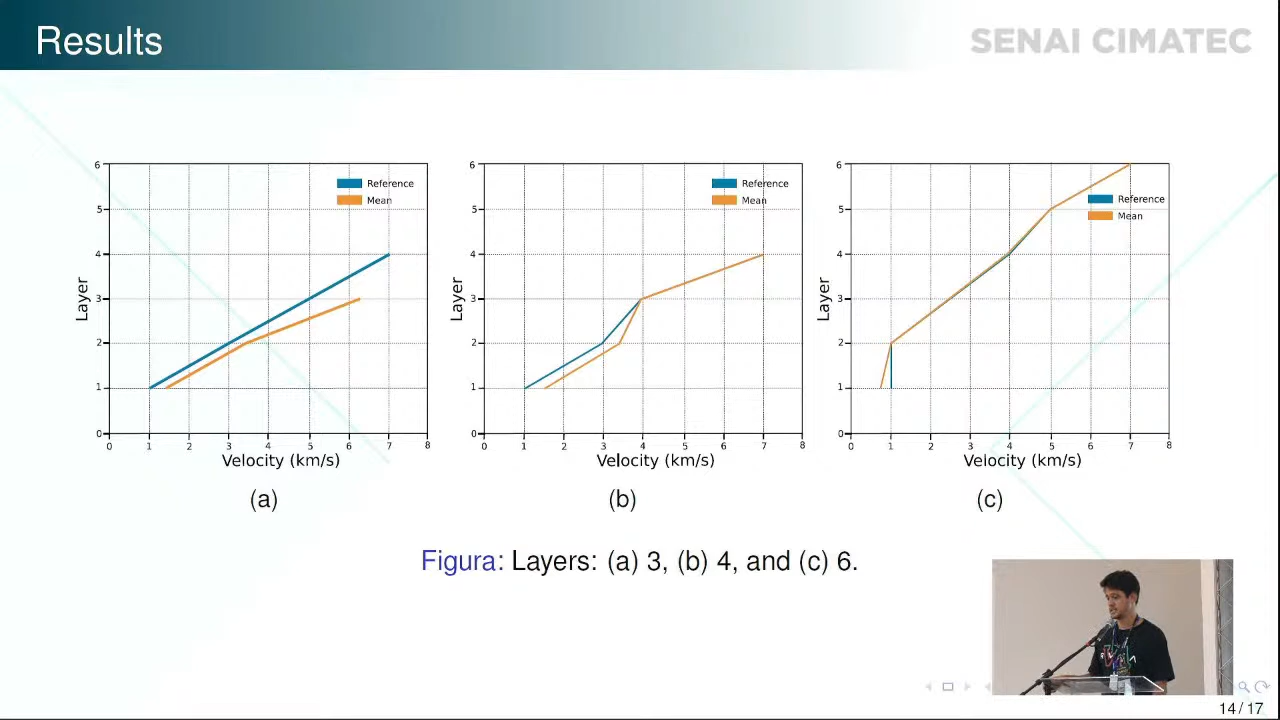 Results
SENAI CIMATEC
6
5
4
3
2
1
0
0 1 2 3 4 5 6 7 8
Layer
Velocity (km/s)
Reference
Mean
(a)
6
5
4
3
2
1
0
0 1 2 3 4 5 6 7 8
Layer
Velocity (km/s)
Reference
Mean
(b)
6
5
4
3
2
1
0
0 1 2 3 4 5 6 7 8
Layer
Velocity (km/s)
Reference
Mean
(c)
Figura: Layers: (a) 3, (b) 4, and (c) 6.
14 / 17